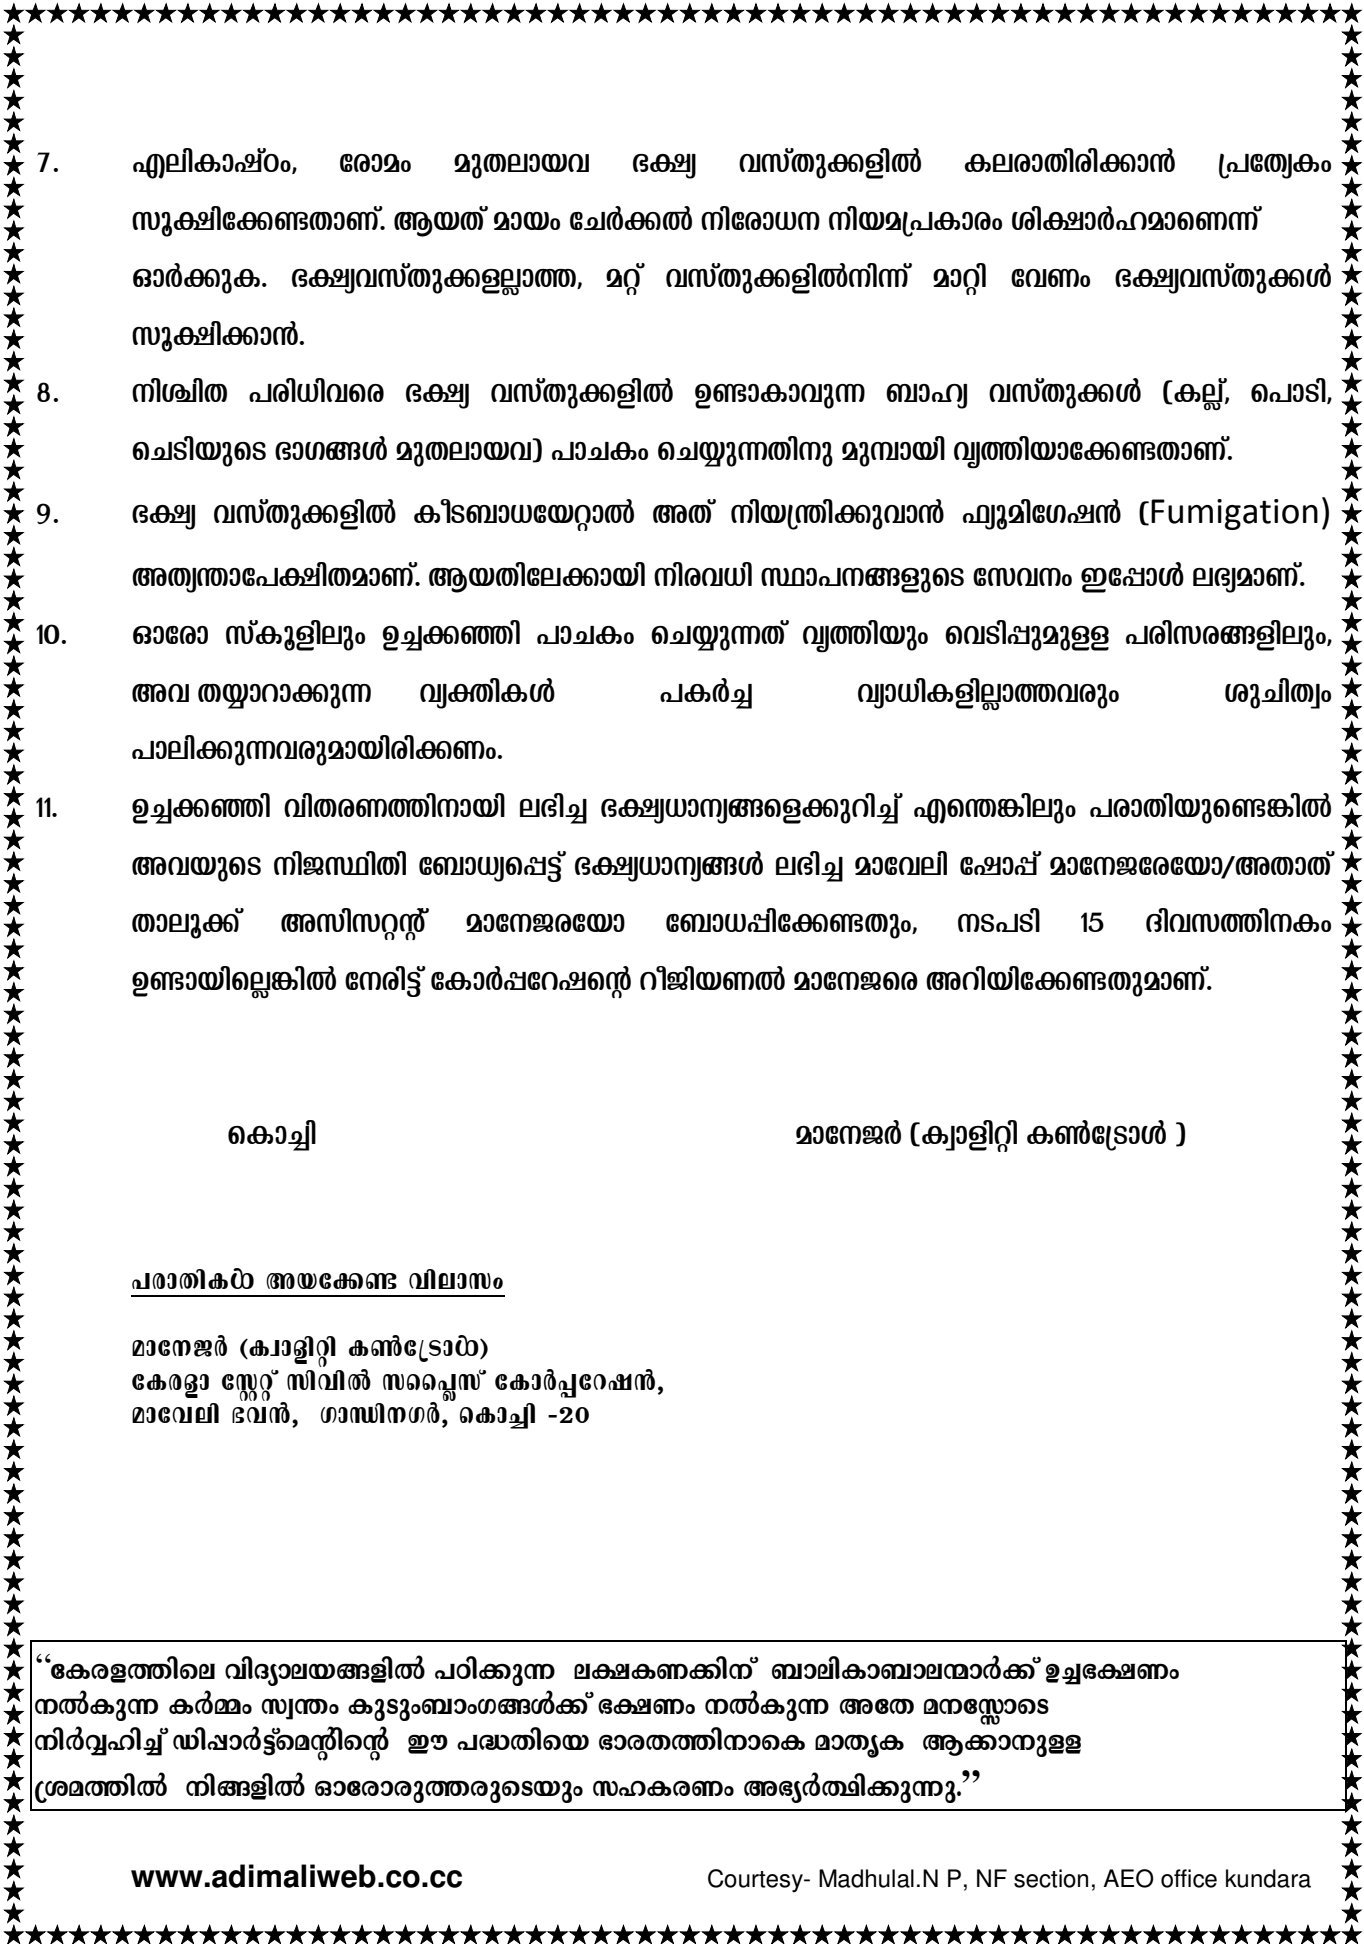 7. എലികാഷ്ഠം, രോമം മുതലായവ ഭക്ഷ്യ വസ്തുക്കളിൽ കലരാതിരിക്കാൻ പ്രത്യേകം
സൂക്ഷിക്കേണ്ടതാണ്. ആയത് മായം ചേർക്കൽ നിരോധന നിയമപ്രകാരം ശിക്ഷാർഹമാണെന്ന്
ഓർക്കുക. ഭക്ഷ്യവസ്തുക്കളല്ലാത്ത, മറ്റ് വസ്തുക്കളിൽനിന്ന് മാറ്റി വേണം ഭക്ഷ്യവസ്തുക്കൾ
സൂക്ഷിക്കാൻ.
8. നിശ്ചിത പരിധിവരെ ഭക്ഷ്യ വസ്തുക്കളിൽ ഉണ്ടാകാവുന്ന ബാഹ്യ വസ്തുക്കൾ (കല്ല്, പൊടി,
ചെടിയുടെ ഭാഗങ്ങൾ മുതലായവ) പാചകം ചെയ്യുന്നതിനു മുമ്പായി വൃത്തിയാക്കേണ്ടതാണ്.
9. ഭക്ഷ്യ വസ്തുക്കളിൽ കീടബാധയേറ്റാൽ അത് നിയന്ത്രിക്കുവാൻ ഫ്യൂമിഗേഷൻ (Fumigation)
അത്യന്താപേക്ഷിതമാണ്. ആയതിലേക്കായി നിരവധി സ്ഥാപനങ്ങളുടെ സേവനം ഇപ്പോൾ ലഭ്യമാണ്.
10. ഓരോ സ്കൂളിലും ഉച്ചക്കഞ്ഞി പാചകം ചെയ്യുന്നത് വൃത്തിയും വെടിപ്പുമുളള പരിസരങ്ങളിലും,
അവ തയ്യാറാക്കുന്ന വ്യക്തികൾ പകർച്ച വ്യാധികളില്ലാത്തവരും ശുചിത്വം
പാലിക്കുന്നവരുമായിരിക്കണം.
11. ഉച്ചക്കഞ്ഞി വിതരണത്തിനായി ലഭിച്ച ഭക്ഷ്യധാന്യങ്ങളെക്കുറിച്ച് എന്തെങ്കിലും പരാതിയുണ്ടെങ്കിൽ
അവയുടെ നിജസ്ഥിതി ബോധ്യപ്പെട്ട് ഭക്ഷ്യധാന്യങ്ങൾ ലഭിച്ച മാവേലി ഷോപ്പ് മാനേജരേയോ/അതാത്
താലൂക്ക് അസിസറ്റന്റ് മാനേജരയോ ബോധപ്പിക്കേണ്ടതും, നടപടി 15 ദിവസത്തിനകം
ഉണ്ടായില്ലെങ്കിൽ നേരിട്ട് കോർപ്പറേഷന്റെ റീജിയണൽ മാനേജരെ അറിയിക്കേണ്ടതുമാണ്.
കൊച്ചി മാനേജർ (ക്വാളിറ്റി കൺട്രോൾ )
പരാതികൾ അയക്കേണ്ട വിലാസം
മാനേജർ (ക്വാളിറ്റി കൺട്രോൾ)
കേരളാ സ്റ്റേറ്റ് സിവിൽ സപ്ലൈസ് കോർപ്പറേഷൻ,
മാവേലി ഭവൻ, ഗാന്ധിനഗർ, കൊച്ചി -20
“കേരളത്തിലെ വിദ്യാലയങ്ങളിൽ പഠിക്കുന്ന ലക്ഷകണക്കിന് ബാലികാബാലന്മാർക്ക് ഉച്ചഭക്ഷണം
നൽകുന്ന കർമ്മം സ്വന്തം കുടുംബാംഗങ്ങൾക്ക് ഭക്ഷണം നൽകുന്ന അതേ മനസ്സോടെ
നിർവ്വഹിച്ച് ഡിപ്പാർട്ട്മെന്റിന്റെ ഈ പദ്ധതിയെ ഭാരതത്തിനാകെ മാതൃക ആക്കാനുളള
ശ്രമത്തിൽ നിങ്ങളിൽ ഓരോരുത്തരുടെയും സഹകരണം അഭ്യർത്ഥിക്കുന്നു.”
www.adimaliweb.co.cc Courtesy- Madhulal.N P, NF section, AEO office kundara